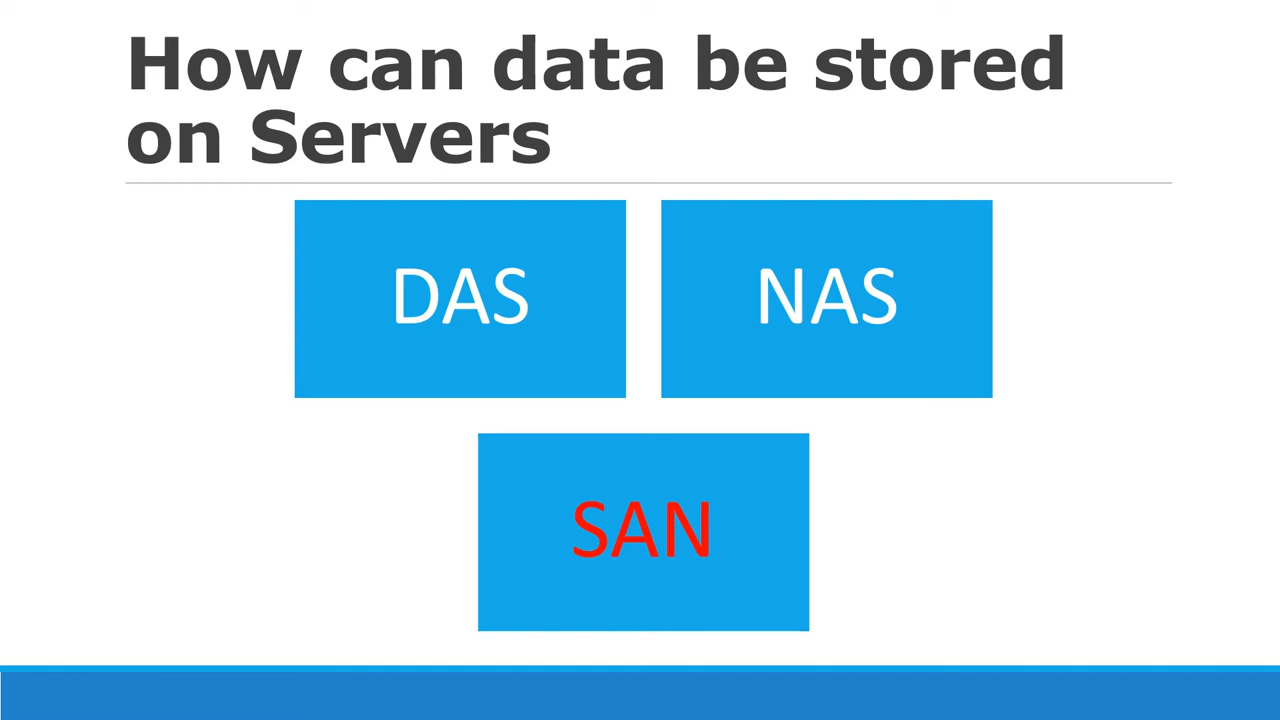 How can data be stored
on Servers
DAS
NAS
SAN